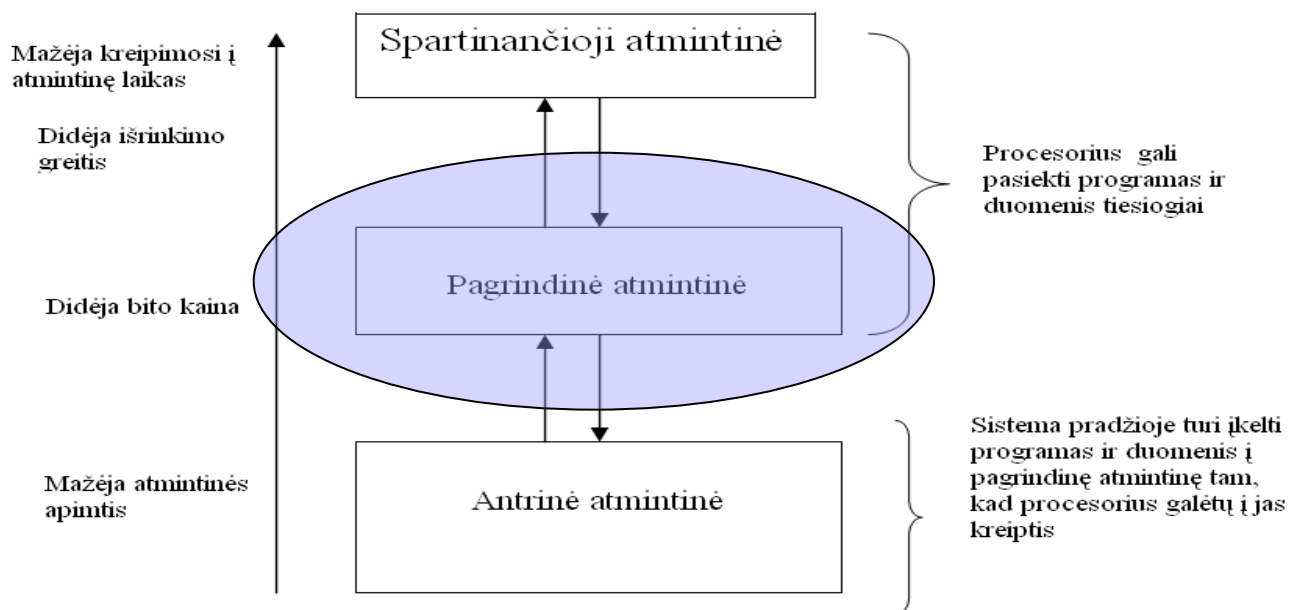 Spartinančioji atmintinė
Mažėja kreipimosi į
atmintinę laikas
Didėja išrinkimo
greitis
Procesorius gali
pasiekti programas ir
duomenis tiesiogiai
Pagrindinė atmintinė
Didėja bito kaina
Sistema pradžioje turi įkelti
programas ir duomenis į
pagrindinę atmintinę tam,
kad procesorius galėtų į jas
kreiptis
Mažėja atmintinės
apimtis
Antrinė atmintinė